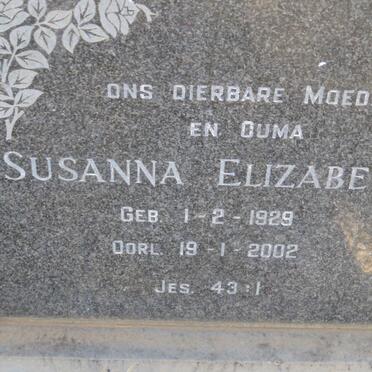 ONS DIERBARE MOED
EN OUMA
SUSANNA ELIZABE
GEB. 1-2-1929
OORL. 19-1-2002
JES. 43:1